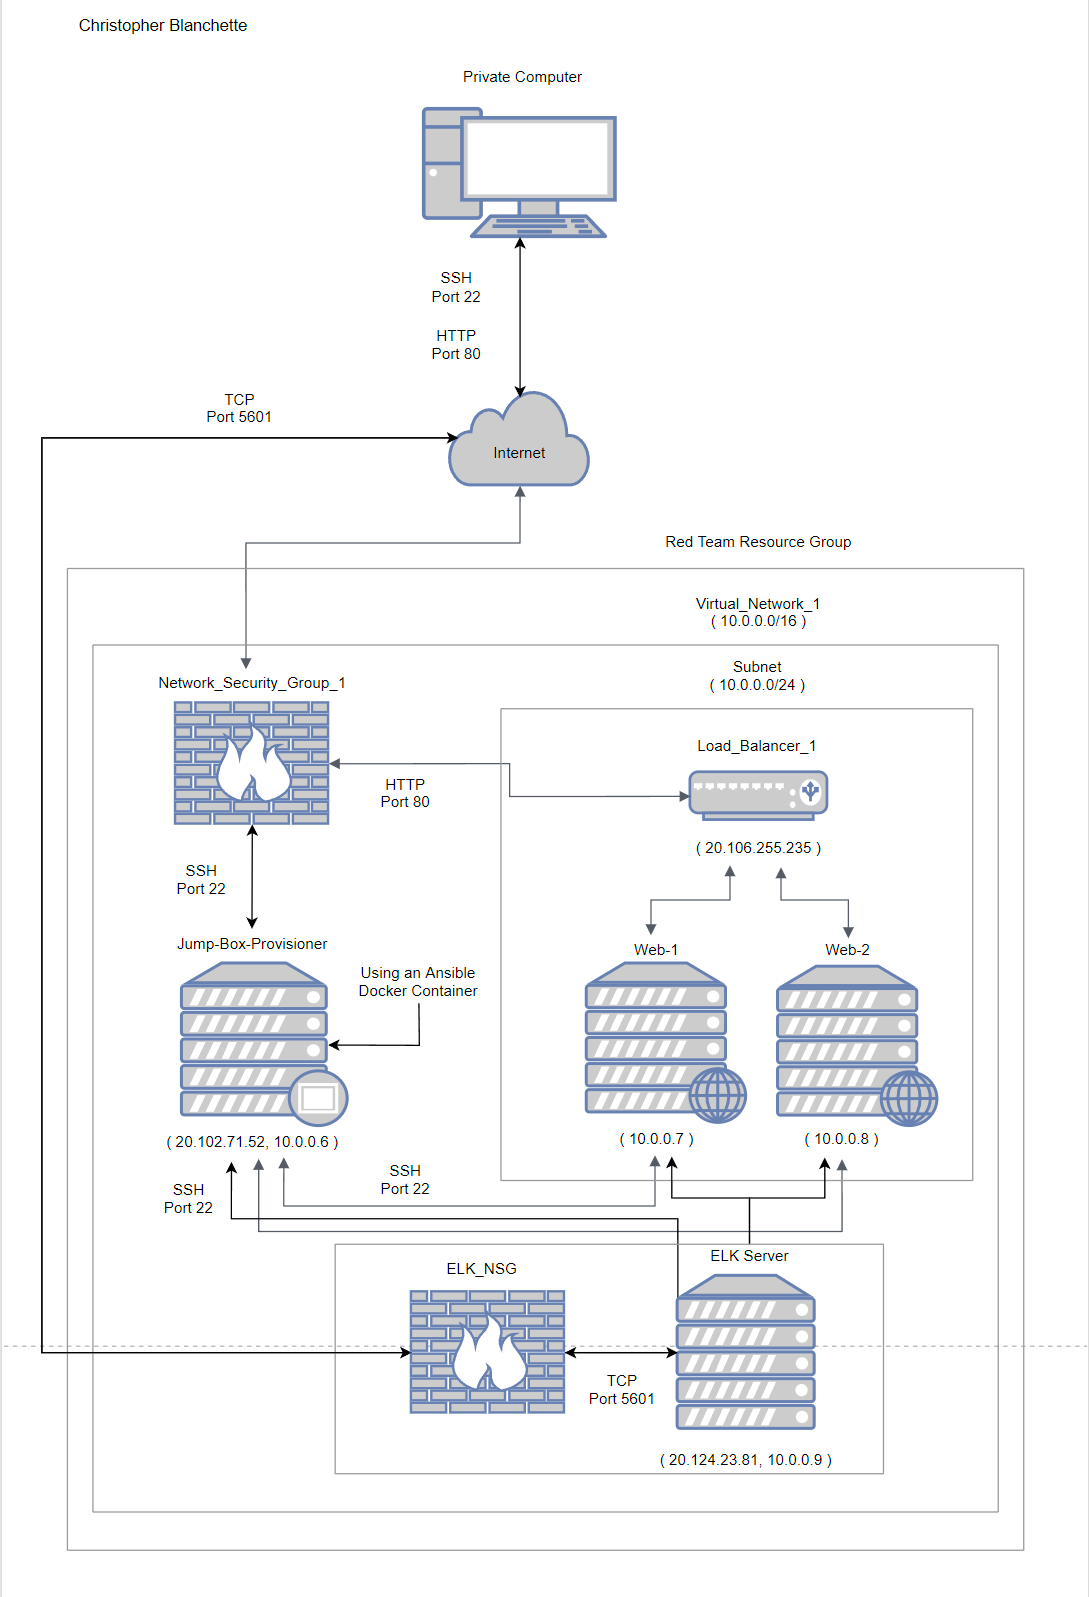 Christopher Blanchette
Private Computer
SSH
Port 22
HTTP
Port 80
TCP
Port 5601
Internet
Red Team Resource Group
Virtual_Network_1
( 10.0.0.0/16 )
Subnet
( 10.0.0.0/24 )
Network_Security_Group_1
Load_Balancer_1
HTTP
Port 80
( 20.106.255.235 )
SSH
Port 22
Jump-Box-Provisioner
Using an Ansible
Docker Container
Web-1
Web-2
( 20.102.71.52, 10.0.0.6 )
( 10.0.0.7 )
( 10.0.0.8 )
SSH
Port 22
SSH
Port 22
ELK_NSG
ELK Server
TCP
Port 5601
( 20.124.23.81, 10.0.0.9 )